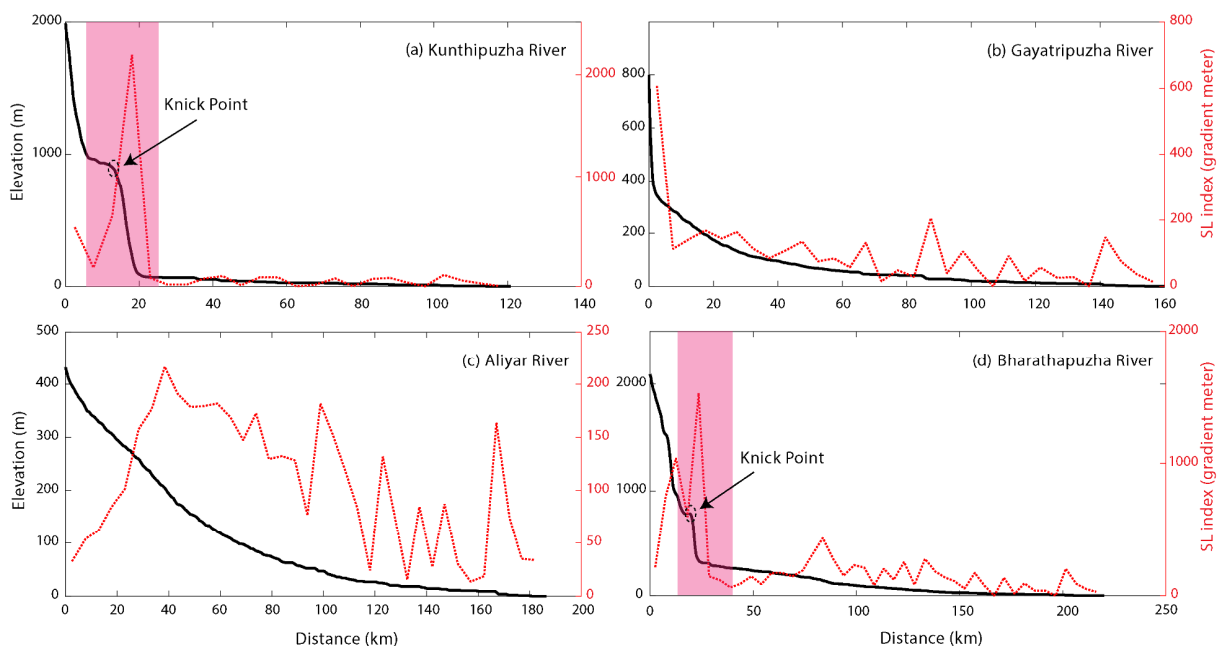 (a) Kunthipuzha River
Knick Point
Elevation (m)
2000
1000
0
0 20 40 60 80 100 120 140
2000
1000
0
(b) Gayatripuzha River
800
600
400
200
0
0 20 40 60 80 100 120 140 160
800
600
400
200
0
SL index (gradient meter)
(c) Aliyar River
Elevation (m)
500
400
300
200
100
0
0 20 40 60 80 100 120 140 160 180 200
250
200
150
100
50
0
Distance (km)
(d) Bharathapuzha River
Knick Point
2000
1000
0
0 50 100 150 200 250
2000
1000
0
SL index (gradient meter)
Distance (km)